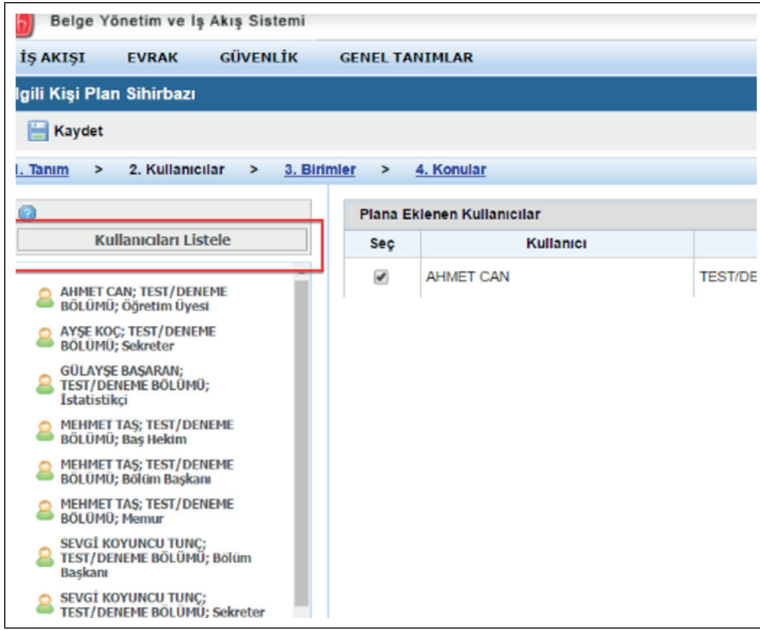 Belge Yönetim ve İş Akış Sistemi
İŞ AKIŞI EVRAK GÜVENLİK GENEL TANIMLAR
lgili Kişi Plan Sihirbazı
Kaydet
1. Tanım > 2. Kullanıcılar > 3. Birimler > 4. Konular
Kullanıcıları Listele
AHMET CAN; TEST/DENEME
BÖLÜMÜ; Öğretim Üyesi
AYŞE KOÇ; TEST/DENEME
BÖLÜMÜ; Sekreter
GÜLAYŞE BAŞARAN;
TEST/DENEME BÖLÜMÜ;
İstatistikçi
MEHMET TAŞ; TEST/DENEME
BÖLÜMÜ; Baş Hekim
MEHMET TAŞ; TEST/DENEME
BÖLÜMÜ; Bölüm Başkanı
MEHMET TAŞ; TEST/DENEME
BÖLÜMÜ; Memur
SEVGİ KOYUNCU TUNÇ;
TEST/DENEME BÖLÜMÜ; Bölüm
Başkanı
SEVGİ KOYUNCU TUNÇ;
TEST/DENEME BÖLÜMÜ; Sekreter
Plana Eklenen Kullanıcılar
Seç Kullanıcı
AHMET CAN TEST/DE